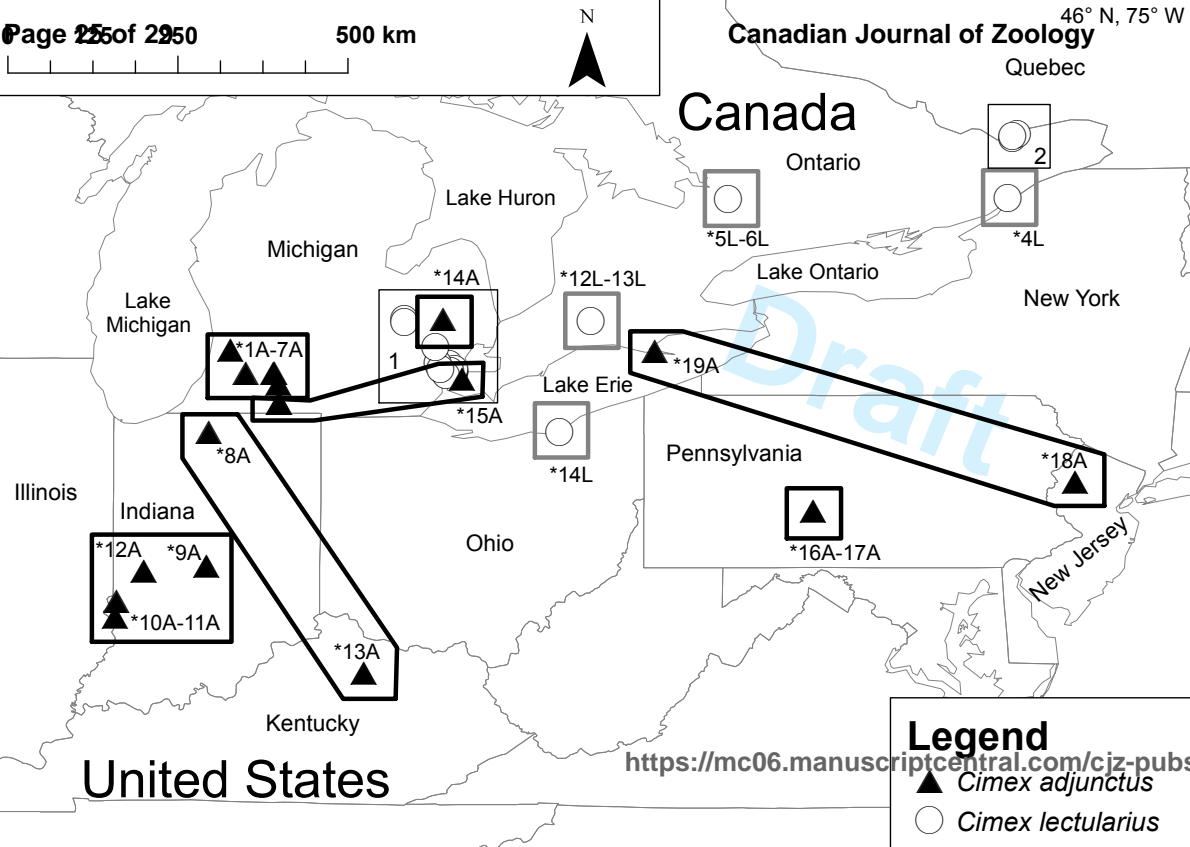 Page 25 of 29
0 125 250 500 km
N
Canadian Journal of Zoology
46° N, 75° W
Quebec
Canada
Ontario
2
Lake Huron
*5L-6L
*4L
Michigan
*14A
*12L-13L
Lake Ontario
New York
Lake
Michigan
*1A-7A
1
*19A
Lake Erie
*15A
Draft
*8A
*14L
Pennsylvania
*18A
Illinois
Indiana
*12A
*9A
Ohio
*16A-17A
New Jersey
*10A-11A
*13A
Kentucky
United States
Legend
https://mc06.manuscriptcentral.com/cjz-pubs
Cimex adjunctus
Cimex lectularius